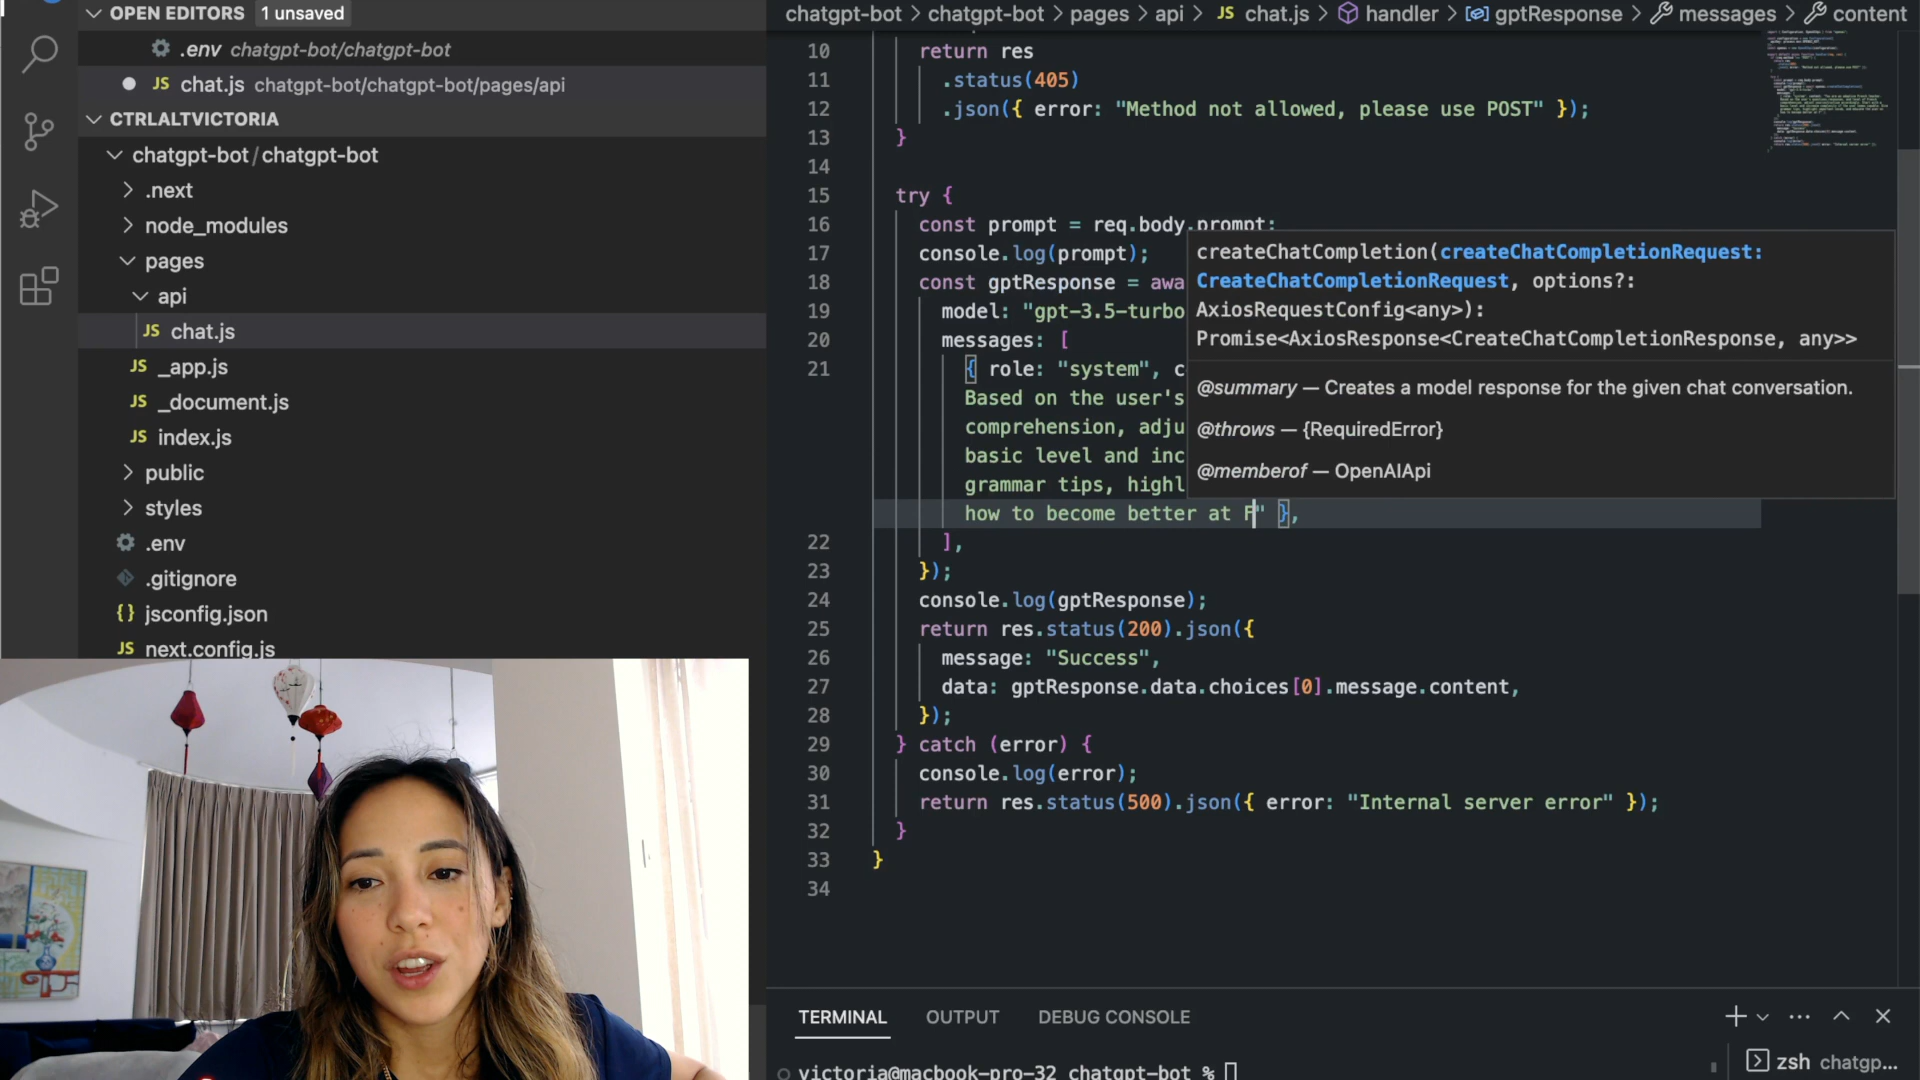 OPEN EDITORS 1 unsaved
.env chatgpt-bot/chatgpt-bot
JS chat.js chatgpt-bot/chatgpt-bot/pages/api
CTRLALTVICTORIA
chatgpt-bot/chatgpt-bot
.next
node_modules
pages
api
JS chat.js
JS _app.js
JS _document.js
JS index.js
public
styles
.env
.gitignore
{} jsconfig.json
JS next.config.js
chatgpt-bot > chatgpt-bot > pages > api > JS chat.js > handler > gptResponse > messages > content
10 return res
11 .status(405)
12 .json({ error: "Method not allowed, please use POST" });
13 }
14
15 try {
16 const prompt = req.body.prompt;
17 console.log(prompt);
18 const gptResponse = awa
19 model: "gpt-3.5-turbo
20 messages: [
21 { role: "system", c
Based on the user's
comprehension, adju
basic level and inc
grammar tips, highl
how to become better at F" },
22 ],
23 });
24 console.log(gptResponse);
25 return res.status(200).json({
26 message: "Success",
27 data: gptResponse.data.choices[0].message.content,
28 });
29 } catch (error) {
30 console.log(error);
31 return res.status(500).json({ error: "Internal server error" });
32 }
33 }
34
createChatCompletion(createChatCompletionRequest:
CreateChatCompletionRequest, options?:
AxiosRequestConfig<any>):
Promise<AxiosResponse<CreateChatCompletionResponse, any>>
@summary — Creates a model response for the given chat conversation.
@throws — {RequiredError}
@memberof — OpenAIApi
TERMINAL OUTPUT DEBUG CONSOLE
victoria@macbook-pro-32 chatgpt-bot %
zsh chatgp...